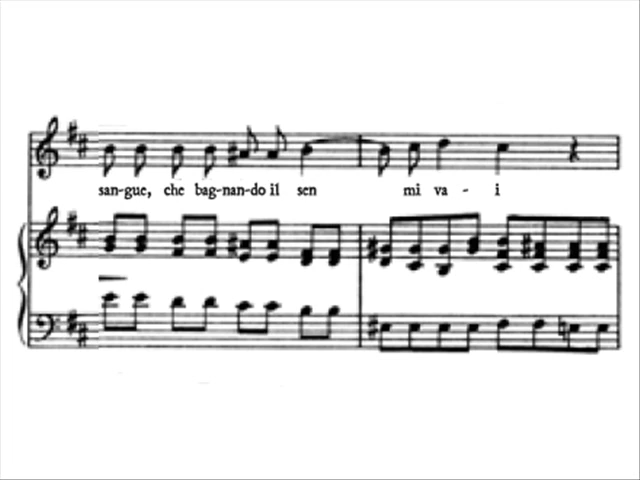 san-gue, che bag-nan-do il sen mi va - i